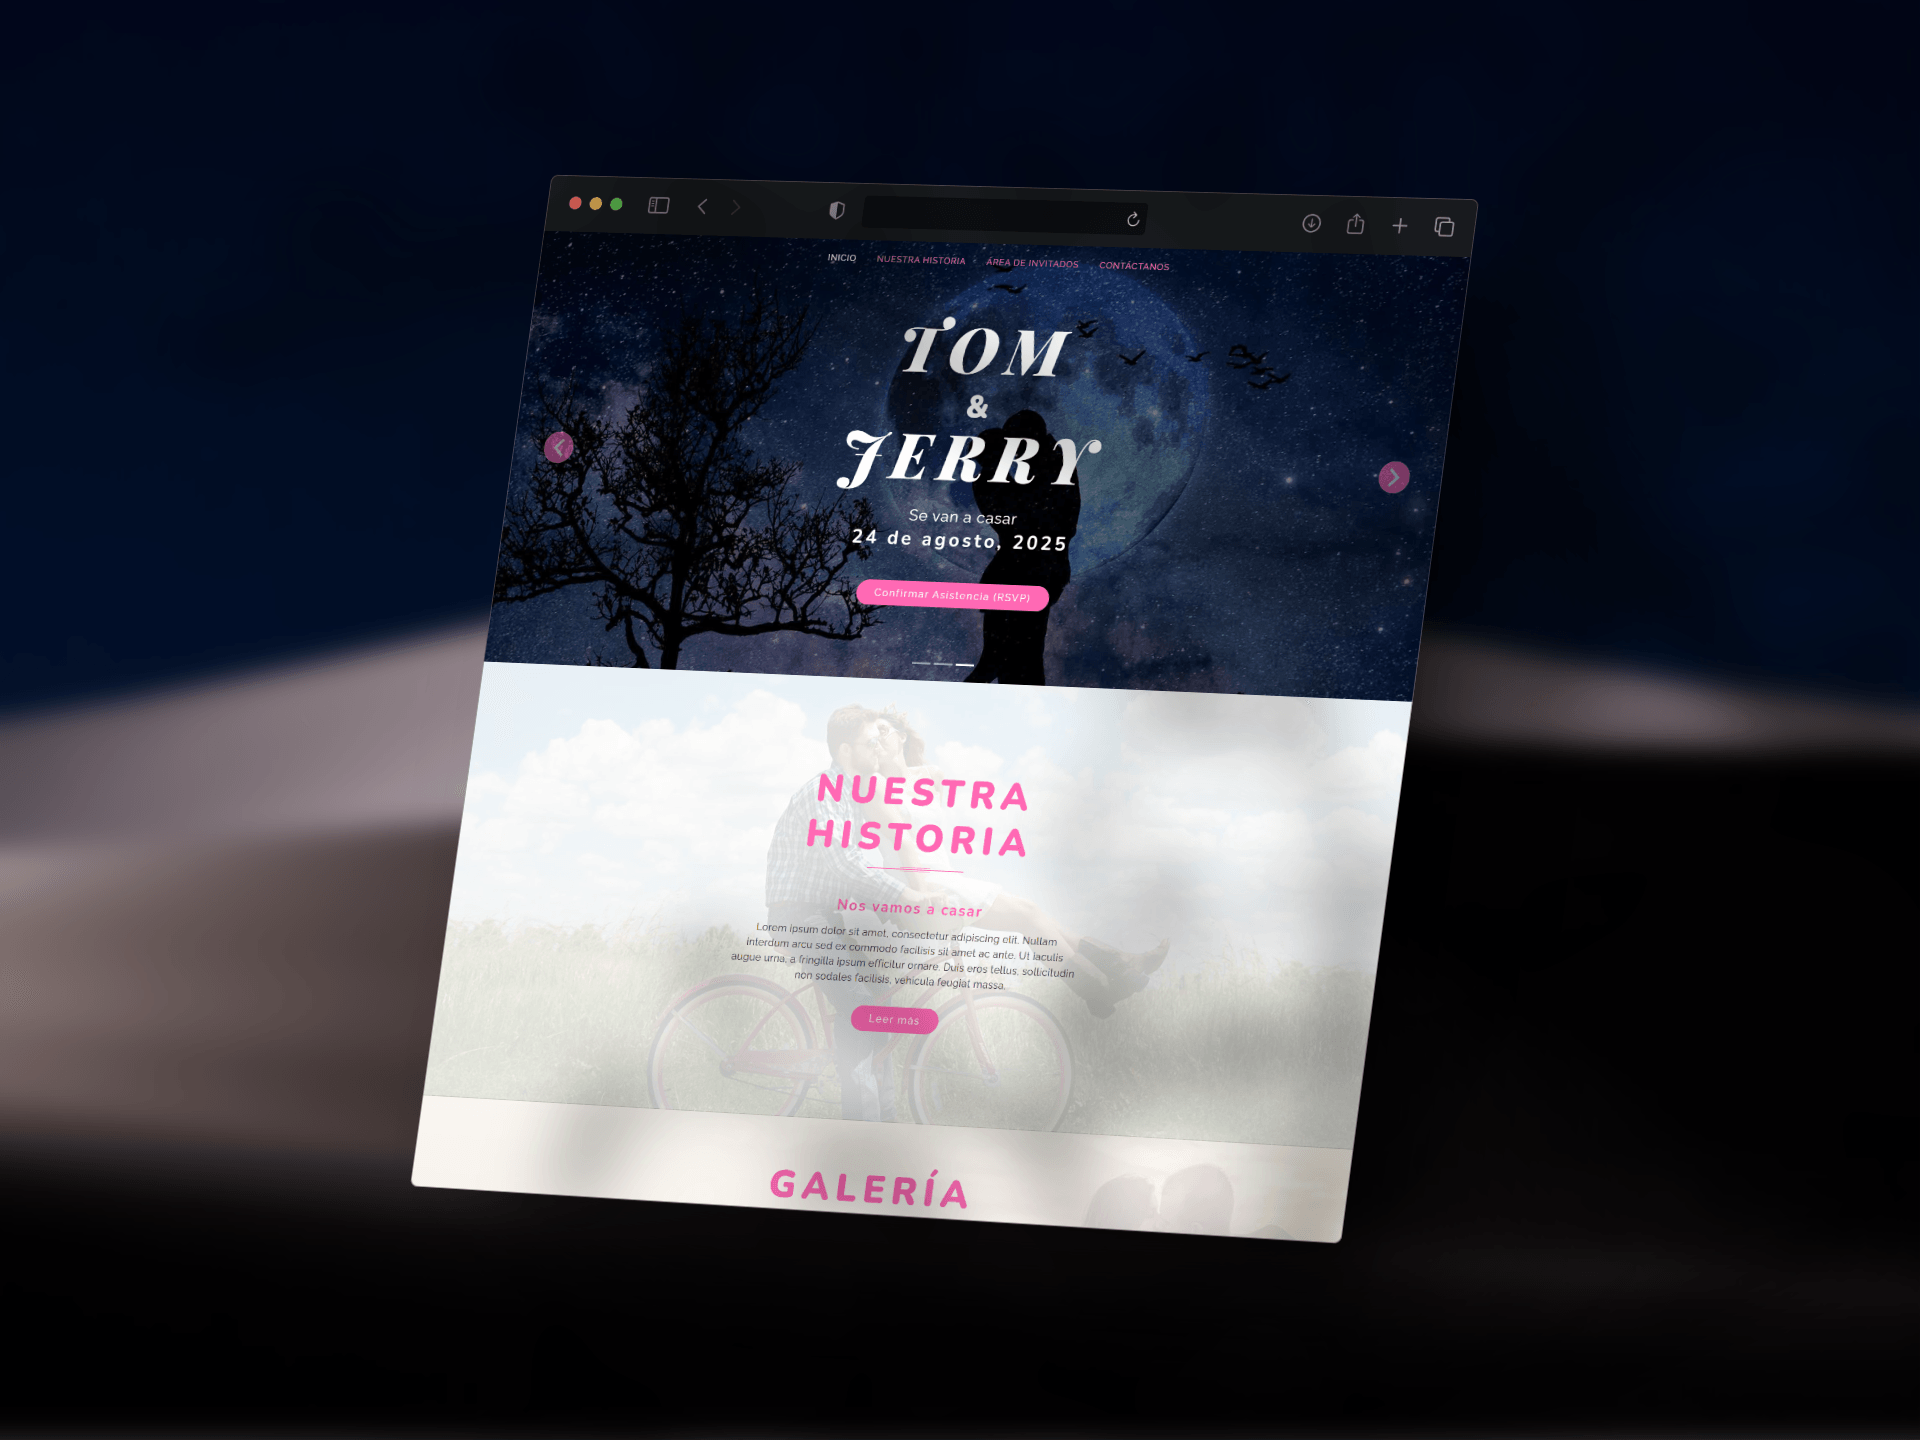 INICIO NUESTRA HISTORIA ÁREA DE INVITADOS CONTÁCTANOS
TOM
&
JERRY
Se van a casar
24 de agosto, 2025
Confirmar Asistencia (RSVP)
NUESTRA
HISTORIA
Nos vamos a casar
Lorem ipsum dolor sit amet, consectetur adipiscing elit. Nullam
interdum arcu sed ex commodo facilisis sit amet ac ante. Ut iaculis
augue urna, a fringilla ipsum efficitur ornare. Duis eros tellus, sollicitudin
non sodales facilisis, vehicula feugiat massa.
Leer más
GALERÍA